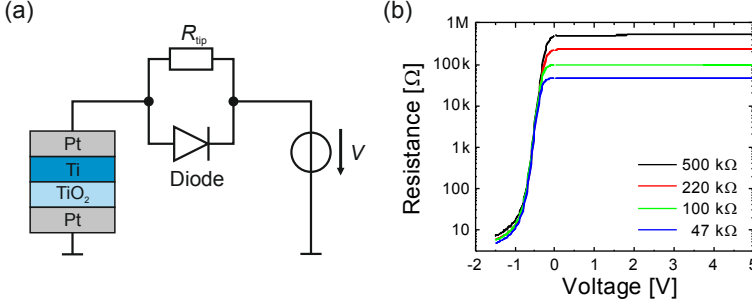 (a)
R_tip
Diode
V
Pt
Ti
TiO₂
Pt
(b)
Resistance [Ω]
1M
100k
10k
1k
100
10
500 kΩ
220 kΩ
100 kΩ
47 kΩ
-2 -1 0 1 2 3 4 5
Voltage [V]